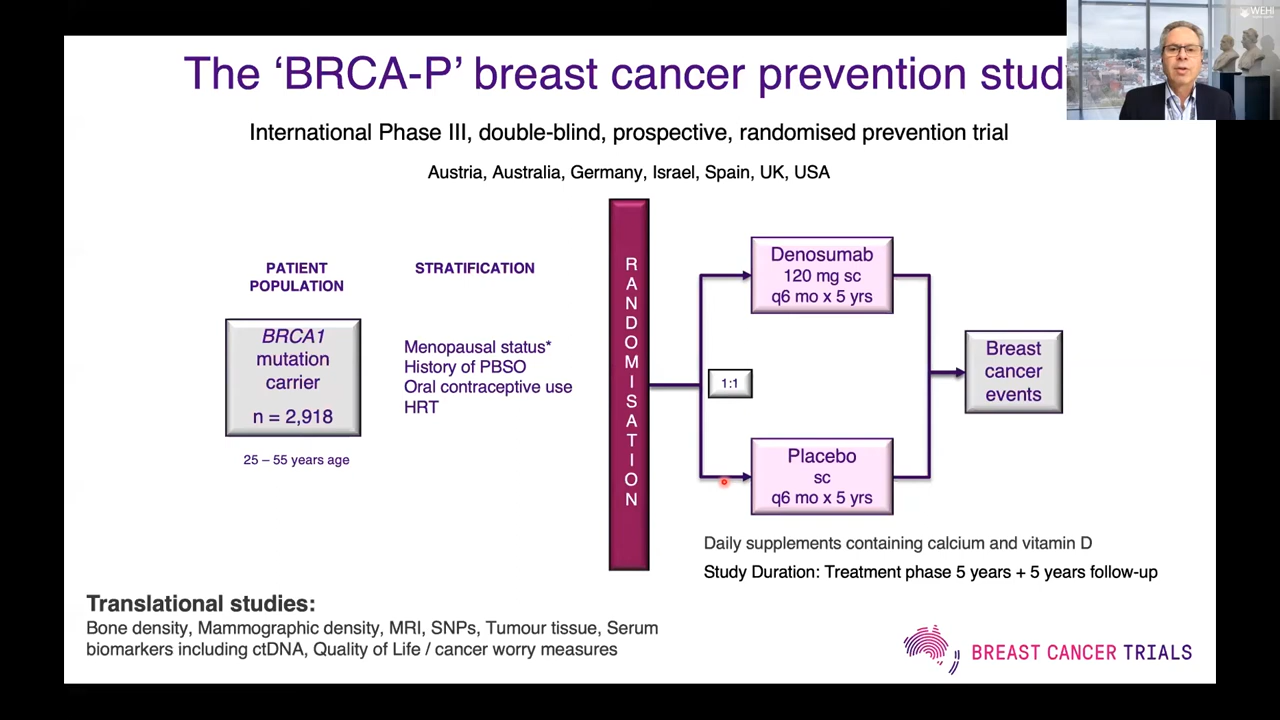 WEHI
The ‘BRCA-P’ breast cancer prevention stud
International Phase III, double-blind, prospective, randomised prevention trial
Austria, Australia, Germany, Israel, Spain, UK, USA
PATIENT
POPULATION
BRCA1
mutation
carrier
n = 2,918
25 – 55 years age
STRATIFICATION
Menopausal status*
History of PBSO
Oral contraceptive use
HRT
RANDOMISATION
1:1
Denosumab
120 mg sc
q6 mo x 5 yrs
Placebo
sc
q6 mo x 5 yrs
Breast
cancer
events
Daily supplements containing calcium and vitamin D
Study Duration: Treatment phase 5 years + 5 years follow-up
Translational studies:
Bone density, Mammographic density, MRI, SNPs, Tumour tissue, Serum
biomarkers including ctDNA, Quality of Life / cancer worry measures
BREAST CANCER TRIALS